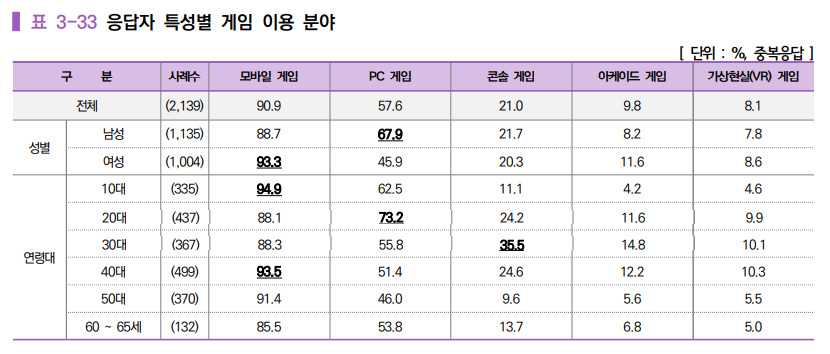 표 3-33 응답자 특성별 게임 이용 분야
[ 단위 : %, 중복응답 ]
구 분 사례수 모바일 게임 PC 게임 콘솔 게임 아케이드 게임 가상현실(VR) 게임
전체 (2,139) 90.9 57.6 21.0 9.8 8.1
성별 남성 (1,135) 88.7 67.9 21.7 8.2 7.8
여성 (1,004) 93.3 45.9 20.3 11.6 8.6
연령대 10대 (335) 94.9 62.5 11.1 4.2 4.6
20대 (437) 88.1 73.2 24.2 11.6 9.9
30대 (367) 88.3 55.8 35.5 14.8 10.1
40대 (499) 93.5 51.4 24.6 12.2 10.3
50대 (370) 91.4 46.0 9.6 5.6 5.5
60 ~ 65세 (132) 85.5 53.8 13.7 6.8 5.0